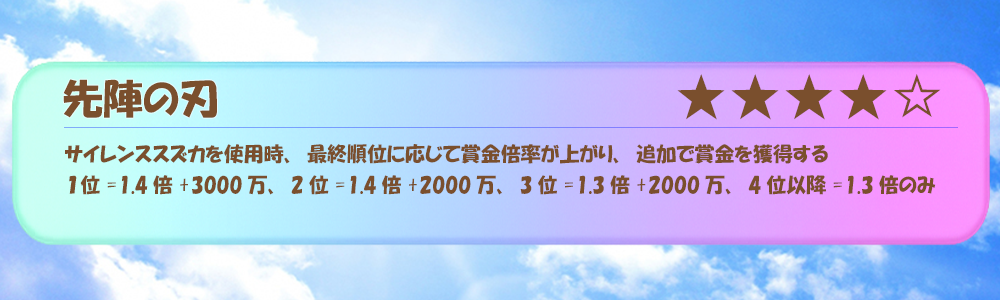 先陣の刃 ★★★★☆
サイレンススズカを使用時、最終順位に応じて賞金倍率が上がり、追加で賞金を獲得する
1位=1.4倍+3000万、2位=1.4倍+2000万、3位=1.3倍+2000万、4位以降=1.3倍のみ